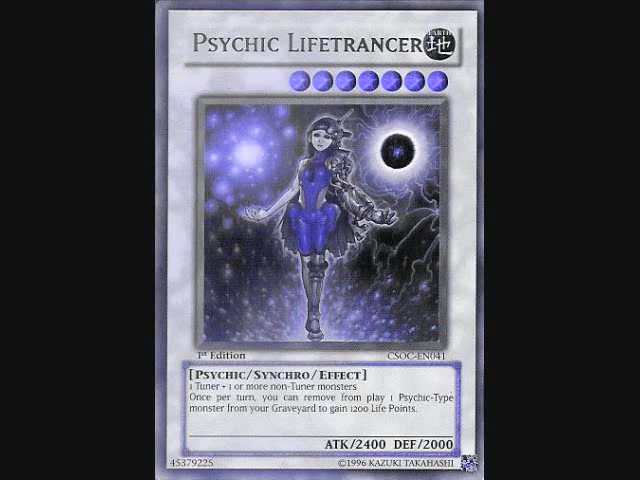 PSYCHIC LIFETRANCER
EARTH
地
1st Edition
CSOC-EN041
[PSYCHIC/SYNCHRO/EFFECT]
1 Tuner + 1 or more non-Tuner monsters
Once per turn, you can remove from play 1 Psychic-Type
monster from your Graveyard to gain 1200 Life Points.
ATK/2400 DEF/2000
45379225
©1996 KAZUKI TAKAHASHI